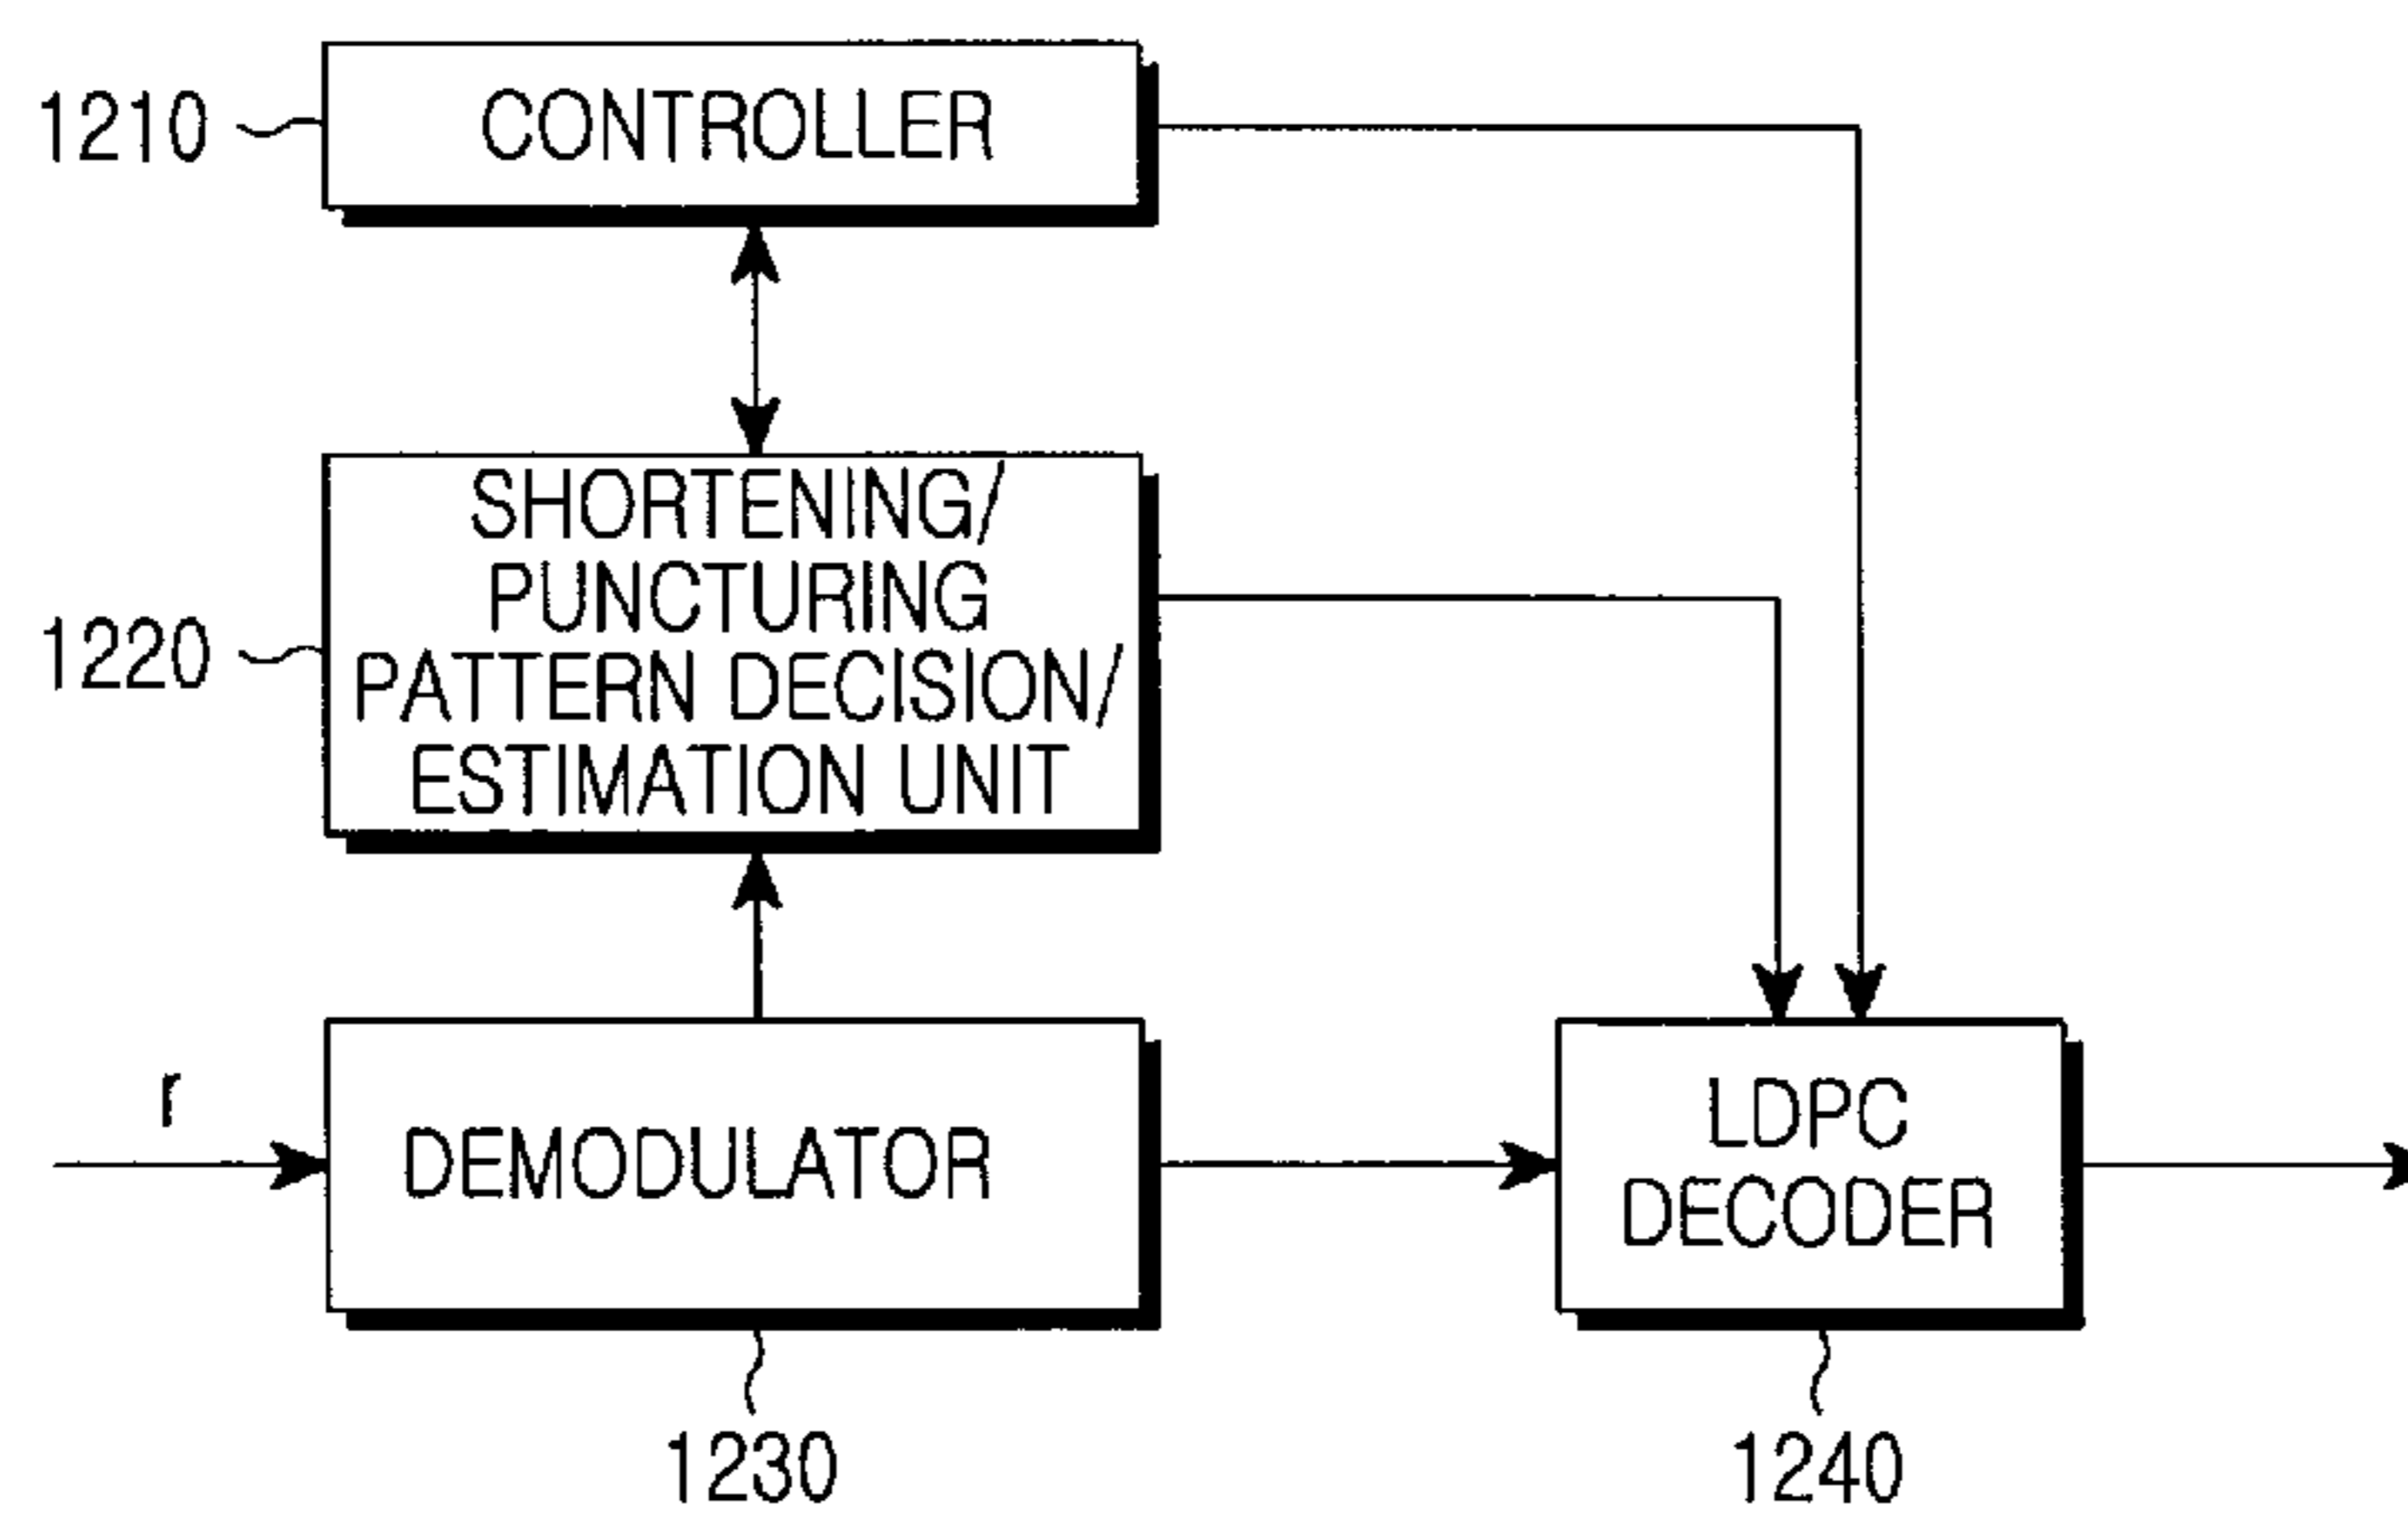 1210
CONTROLLER
1220
SHORTENING/
PUNCTURING
PATTERN DECISION/
ESTIMATION UNIT
r
DEMODULATOR
LDPC
DECODER
1230
1240